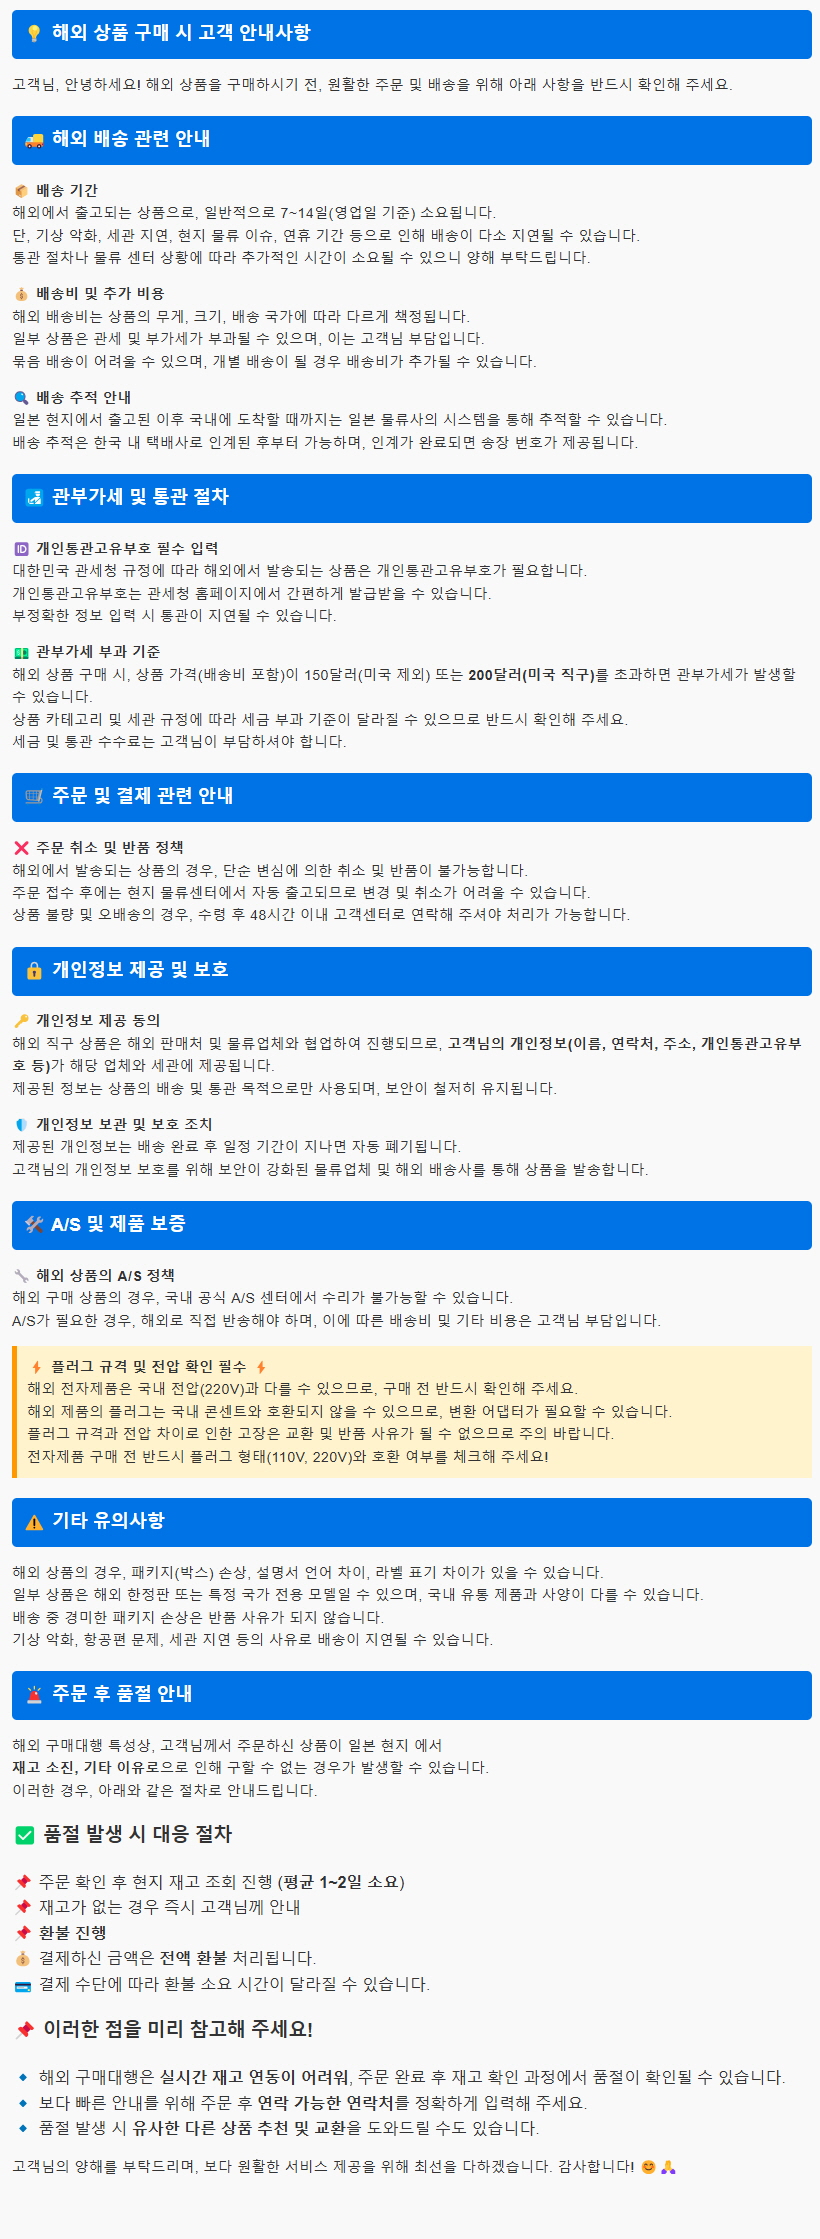 💡 해외 상품 구매 시 고객 안내사항
고객님, 안녕하세요! 해외 상품을 구매하시기 전, 원활한 주문 및 배송을 위해 아래 사항을 반드시 확인해 주세요.
🚚 해외 배송 관련 안내
📦 배송 기간
해외에서 출고되는 상품으로, 일반적으로 7~14일(영업일 기준) 소요됩니다.
단, 기상 악화, 세관 지연, 현지 물류 이슈, 연휴 기간 등으로 인해 배송이 다소 지연될 수 있습니다.
통관 절차나 물류 센터 상황에 따라 추가적인 시간이 소요될 수 있으니 양해 부탁드립니다.
💰 배송비 및 추가 비용
해외 배송비는 상품의 무게, 크기, 배송 국가에 따라 다르게 책정됩니다.
일부 상품은 관세 및 부가세가 부과될 수 있으며, 이는 고객님 부담입니다.
묶음 배송이 어려울 수 있으며, 개별 배송이 될 경우 배송비가 추가될 수 있습니다.
🔍 배송 추적 안내
일본 현지에서 출고된 이후 국내에 도착할 때까지는 일본 물류사의 시스템을 통해 추적할 수 있습니다.
배송 추적은 한국 내 택배사로 인계된 후부터 가능하며, 인계가 완료되면 송장 번호가 제공됩니다.
🛃 관부가세 및 통관 절차
🆔 개인통관고유부호 필수 입력
대한민국 관세청 규정에 따라 해외에서 발송되는 상품은 개인통관고유부호가 필요합니다.
개인통관고유부호는 관세청 홈페이지에서 간편하게 발급받을 수 있습니다.
부정확한 정보 입력 시 통관이 지연될 수 있습니다.
💵 관부가세 부과 기준
해외 상품 구매 시, 상품 가격(배송비 포함)이 150달러(미국 제외) 또는 200달러(미국 직구)를 초과하면 관부가세가 발생할
수 있습니다.
상품 카테고리 및 세관 규정에 따라 세금 부과 기준이 달라질 수 있으므로 반드시 확인해 주세요.
세금 및 통관 수수료는 고객님이 부담하셔야 합니다.
🛒 주문 및 결제 관련 안내
❌ 주문 취소 및 반품 정책
해외에서 발송되는 상품의 경우, 단순 변심에 의한 취소 및 반품이 불가능합니다.
주문 접수 후에는 현지 물류센터에서 자동 출고되므로 변경 및 취소가 어려울 수 있습니다.
상품 불량 및 오배송의 경우, 수령 후 48시간 이내 고객센터로 연락해 주셔야 처리가 가능합니다.
🔒 개인정보 제공 및 보호
🔑 개인정보 제공 동의
해외 직구 상품은 해외 판매처 및 물류업체와 협업하여 진행되므로, 고객님의 개인정보(이름, 연락처, 주소, 개인통관고유부
호 등)가 해당 업체와 세관에 제공됩니다.
제공된 정보는 상품의 배송 및 통관 목적으로만 사용되며, 보안이 철저히 유지됩니다.
🛡️ 개인정보 보관 및 보호 조치
제공된 개인정보는 배송 완료 후 일정 기간이 지나면 자동 폐기됩니다.
고객님의 개인정보 보호를 위해 보안이 강화된 물류업체 및 해외 배송사를 통해 상품을 발송합니다.
🛠️ A/S 및 제품 보증
🔧 해외 상품의 A/S 정책
해외 구매 상품의 경우, 국내 공식 A/S 센터에서 수리가 불가능할 수 있습니다.
A/S가 필요한 경우, 해외로 직접 반송해야 하며, 이에 따른 배송비 및 기타 비용은 고객님 부담입니다.
⚡ 플러그 규격 및 전압 확인 필수 ⚡
해외 전자제품은 국내 전압(220V)과 다를 수 있으므로, 구매 전 반드시 확인해 주세요.
해외 제품의 플러그는 국내 콘센트와 호환되지 않을 수 있으므로, 변환 어댑터가 필요할 수 있습니다.
플러그 규격과 전압 차이로 인한 고장은 교환 및 반품 사유가 될 수 없으므로 주의 바랍니다.
전자제품 구매 전 반드시 플러그 형태(110V, 220V)와 호환 여부를 체크해 주세요!
⚠️ 기타 유의사항
해외 상품의 경우, 패키지(박스) 손상, 설명서 언어 차이, 라벨 표기 차이가 있을 수 있습니다.
일부 상품은 해외 한정판 또는 특정 국가 전용 모델일 수 있으며, 국내 유통 제품과 사양이 다를 수 있습니다.
배송 중 경미한 패키지 손상은 반품 사유가 되지 않습니다.
기상 악화, 항공편 문제, 세관 지연 등의 사유로 배송이 지연될 수 있습니다.
🚨 주문 후 품절 안내
해외 구매대행 특성상, 고객님께서 주문하신 상품이 일본 현지 에서
재고 소진, 기타 이유로으로 인해 구할 수 없는 경우가 발생할 수 있습니다.
이러한 경우, 아래와 같은 절차로 안내드립니다.
✅ 품절 발생 시 대응 절차
📌 주문 확인 후 현지 재고 조회 진행 (평균 1~2일 소요)
📌 재고가 없는 경우 즉시 고객님께 안내
📌 환불 진행
💰 결제하신 금액은 전액 환불 처리됩니다.
💳 결제 수단에 따라 환불 소요 시간이 달라질 수 있습니다.
📌 이러한 점을 미리 참고해 주세요!
🔹 해외 구매대행은 실시간 재고 연동이 어려워, 주문 완료 후 재고 확인 과정에서 품절이 확인될 수 있습니다.
🔹 보다 빠른 안내를 위해 주문 후 연락 가능한 연락처를 정확하게 입력해 주세요.
🔹 품절 발생 시 유사한 다른 상품 추천 및 교환을 도와드릴 수도 있습니다.
고객님의 양해를 부탁드리며, 보다 원활한 서비스 제공을 위해 최선을 다하겠습니다. 감사합니다! 😊 🙏